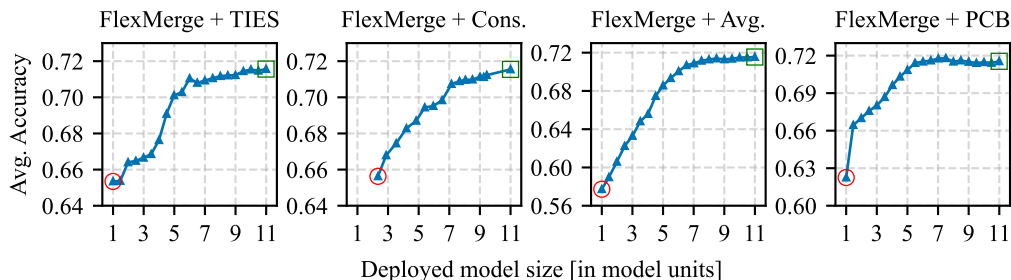 FlexMerge + TIES
FlexMerge + Cons.
FlexMerge + Avg.
FlexMerge + PCB
Avg. Accuracy
0.72
0.70
0.68
0.66
0.64
1 3 5 7 9 11
0.72
0.70
0.68
0.66
0.64
1 3 5 7 9 11
0.72
0.68
0.64
0.60
0.56
1 3 5 7 9 11
0.72
0.69
0.66
0.63
0.60
1 3 5 7 9 11
Deployed model size [in model units]